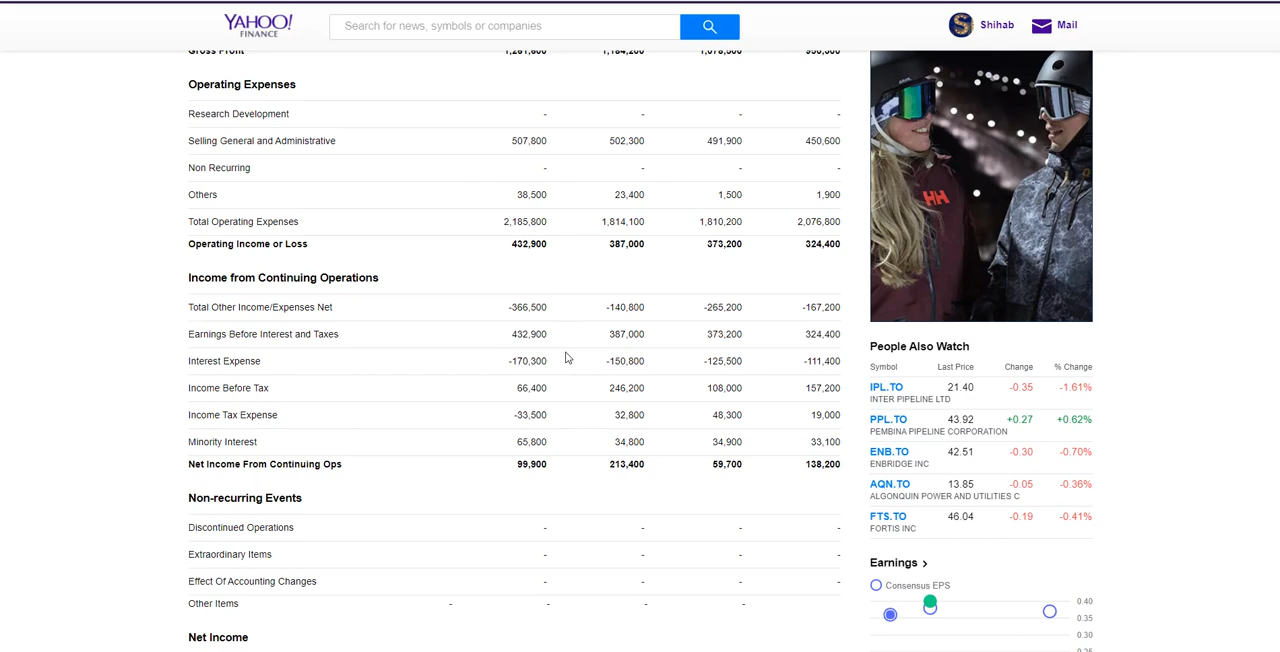 YAHOO!
FINANCE
Search for news, symbols or companies
Shihab
Mail
Gross Profit
Operating Expenses
Research Development - - - -
Selling General and Administrative 507,800 502,300 491,900 450,600
Non Recurring - - - -
Others 38,500 23,400 1,500 1,900
Total Operating Expenses 2,185,800 1,814,100 1,810,200 2,076,800
Operating Income or Loss 432,900 387,000 373,200 324,400
Income from Continuing Operations
Total Other Income/Expenses Net -366,500 -140,800 -265,200 -167,200
Earnings Before Interest and Taxes 432,900 387,000 373,200 324,400
Interest Expense -170,300 -150,800 -125,500 -111,400
Income Before Tax 66,400 246,200 108,000 157,200
Income Tax Expense -33,500 32,800 48,300 19,000
Minority Interest 65,800 34,800 34,900 33,100
Net Income From Continuing Ops 99,900 213,400 59,700 138,200
Non-recurring Events
Discontinued Operations - - - -
Extraordinary Items - - - -
Effect Of Accounting Changes - - - -
Other Items - - - -
Net Income
HH
People Also Watch
Symbol Last Price Change % Change
IPL.TO 21.40 -0.35 -1.61%
INTER PIPELINE LTD
PPL.TO 43.92 +0.27 +0.62%
PEMBINA PIPELINE CORPORATION
ENB.TO 42.51 -0.30 -0.70%
ENBRIDGE INC
AQN.TO 13.85 -0.05 -0.36%
ALGONQUIN POWER AND UTILITIES C
FTS.TO 46.04 -0.19 -0.41%
FORTIS INC
Earnings >
Consensus EPS
0.40
0.35
0.30